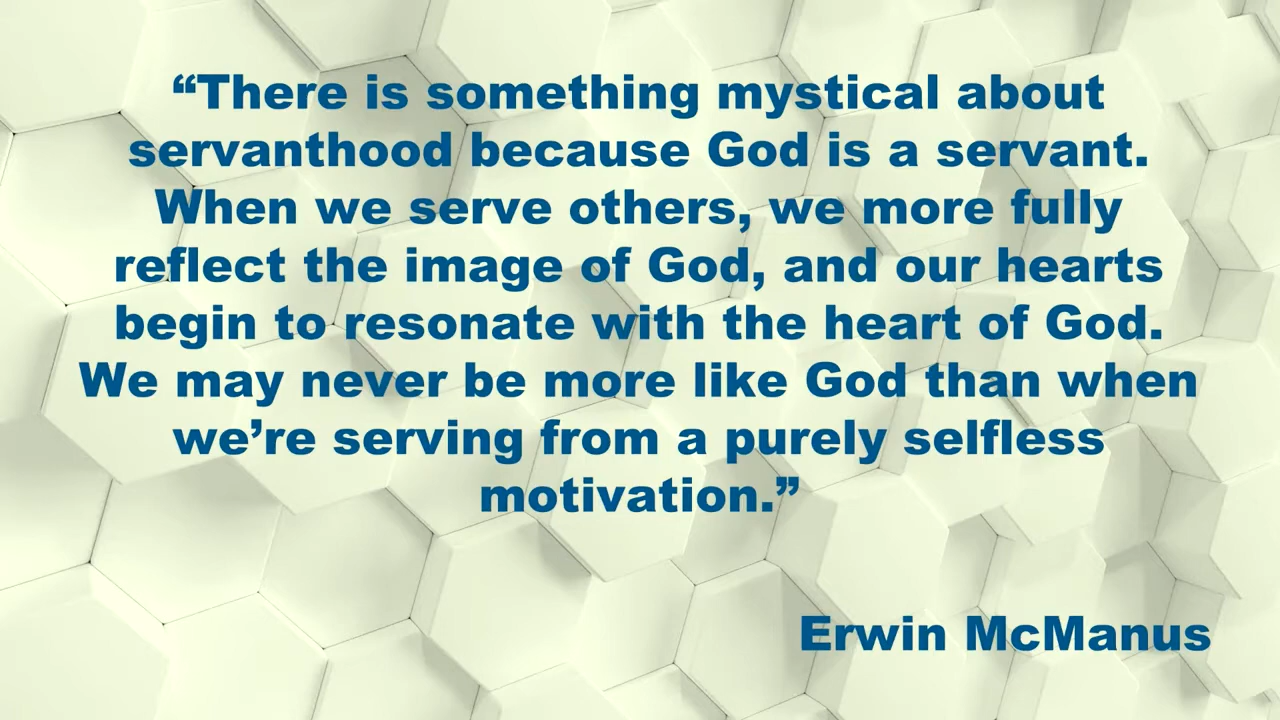 “There is something mystical about
servanthood because God is a servant.
When we serve others, we more fully
reflect the image of God, and our hearts
begin to resonate with the heart of God.
We may never be more like God than when
we’re serving from a purely selfless
motivation.”
Erwin McManus